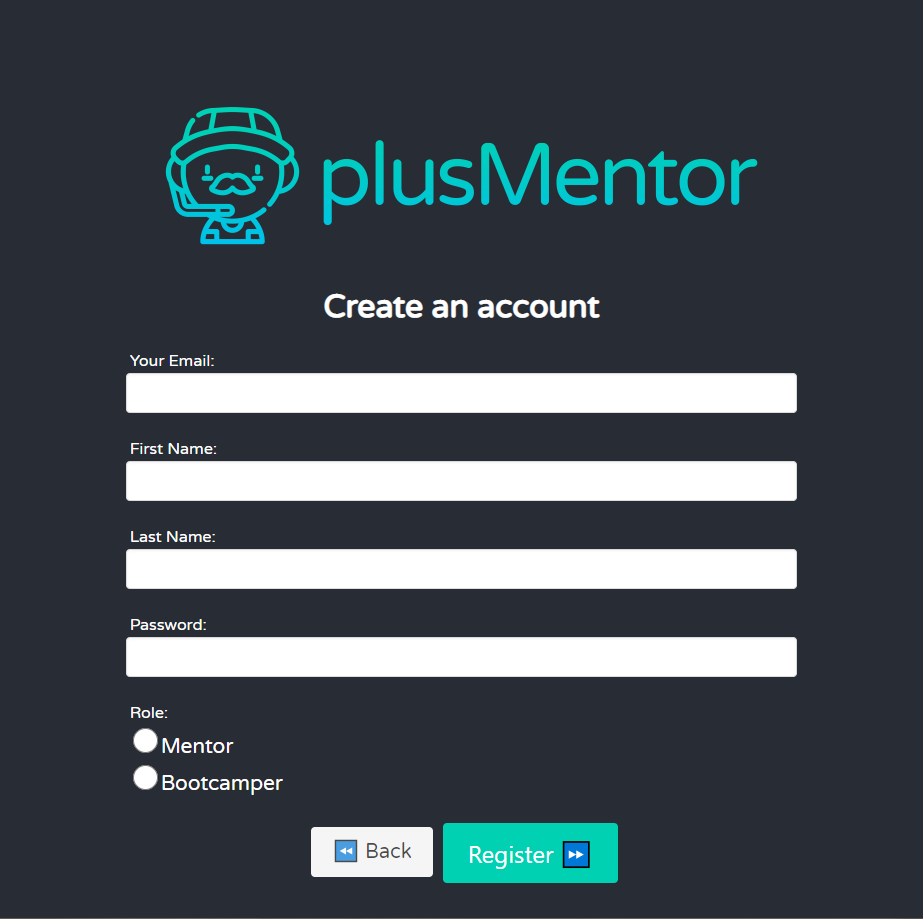 plusMentor
Create an account
Your Email:
First Name:
Last Name:
Password:
Role:
Mentor
Bootcamper
⏪ Back
Register ⏩